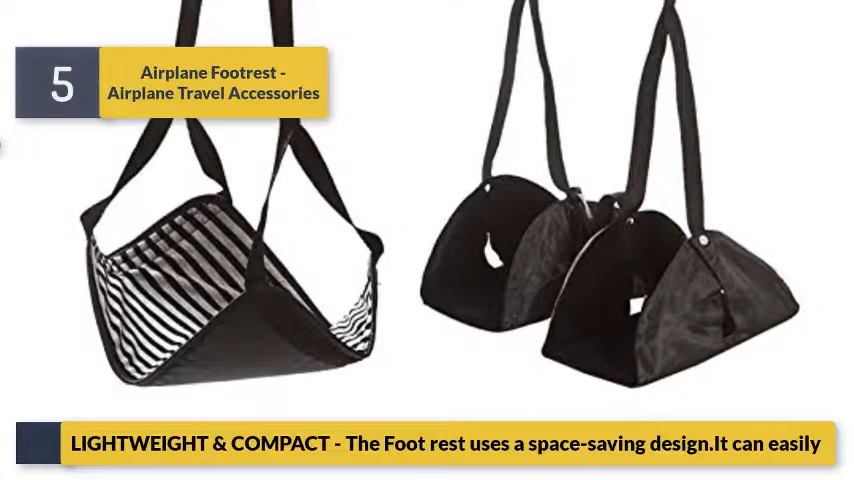 5
Airplane Footrest -
Airplane Travel Accessories
LIGHTWEIGHT & COMPACT - The Foot rest uses a space-saving design.It can easily